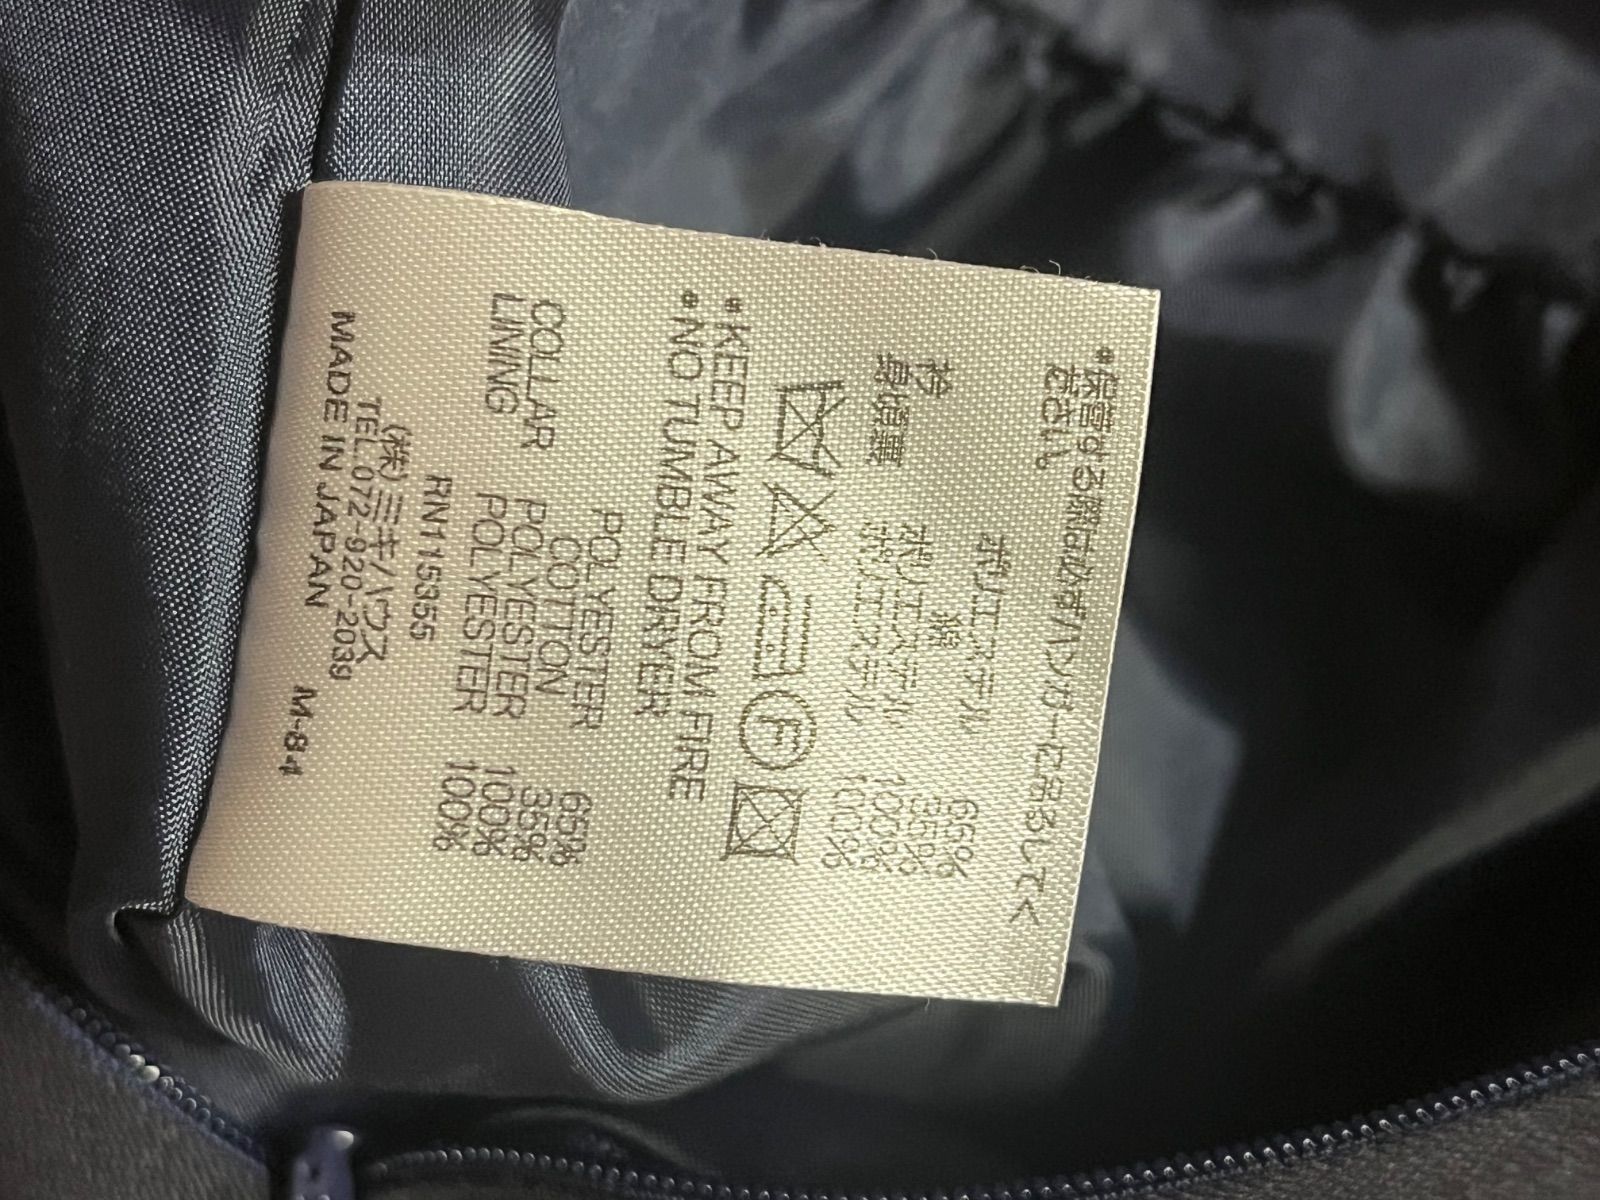 *保管する際は必ずハンガーに吊るして く
ださい。
ポリエステル 65%
綿 35%
衿 ポリエステル 100%
身頃裏 ポリエステル 100%
F
*KEEP AWAY FROM FIRE
*NO TUMBLE DRYER
POLYESTER 65%
COTTON 35%
COLLAR POLYESTER 100%
LINING POLYESTER 100%
RN115355
(株)ミキハウス
TEL.072-920-2039
MADE IN JAPAN
M-84